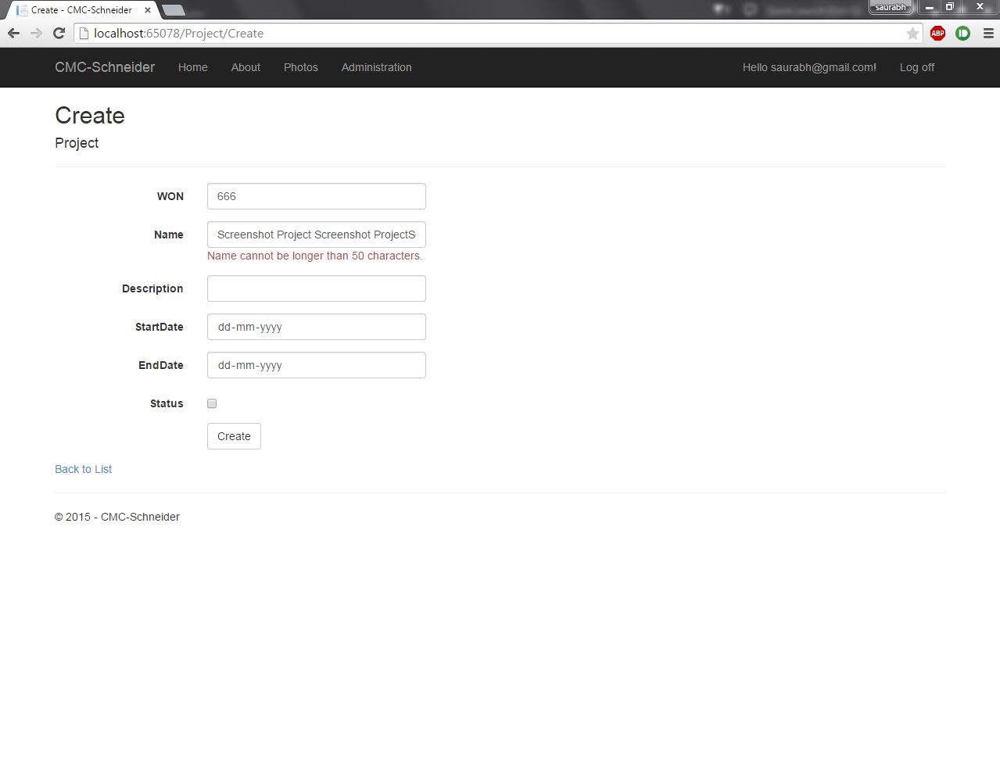 Create - CMC-Schneider
saurabh
localhost:65078/Project/Create
ABP
CMC-Schneider Home About Photos Administration Hello saurabh@gmail.com! Log off
Create
Project
WON 666
Name Screenshot Project Screenshot ProjectS
Name cannot be longer than 50 characters.
Description
StartDate dd-mm-yyyy
EndDate dd-mm-yyyy
Status
Create
Back to List
© 2015 - CMC-Schneider